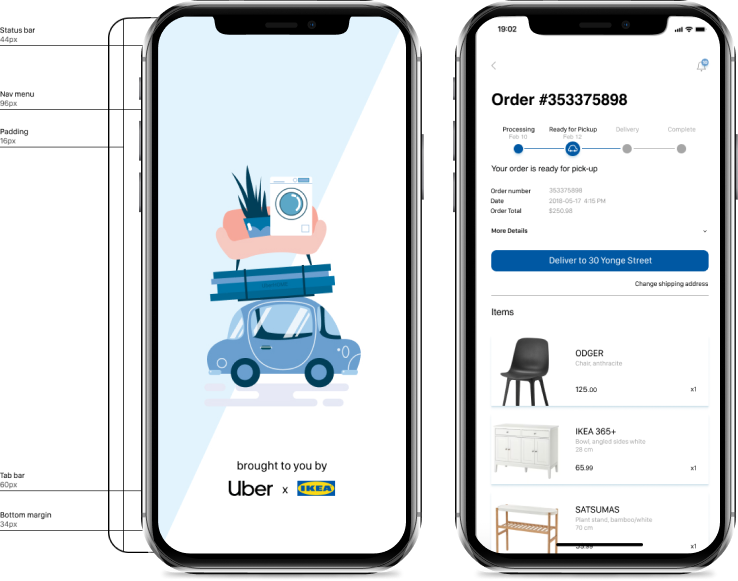 Status bar
44px
Nav menu
96px
Padding
16px
Tab bar
60px
Bottom margin
34px
brought to you by
Uber x IKEA
19:02
Order #353375898
Processing Ready for Pickup Delivery Complete
Feb 10 Feb 12
Your order is ready for pick-up
Order number 353375898
Date 2018-05-17 4:15 PM
Order Total $250.98
More Details
Deliver to 30 Yonge Street
Change shipping address
Items
ODGER
Chair, anthracite
125.00 x1
IKEA 365+
Bowl, angled sides white
28 cm
65.99 x1
SATSUMAS
Plant stand, bamboo/white
70 cm
x1